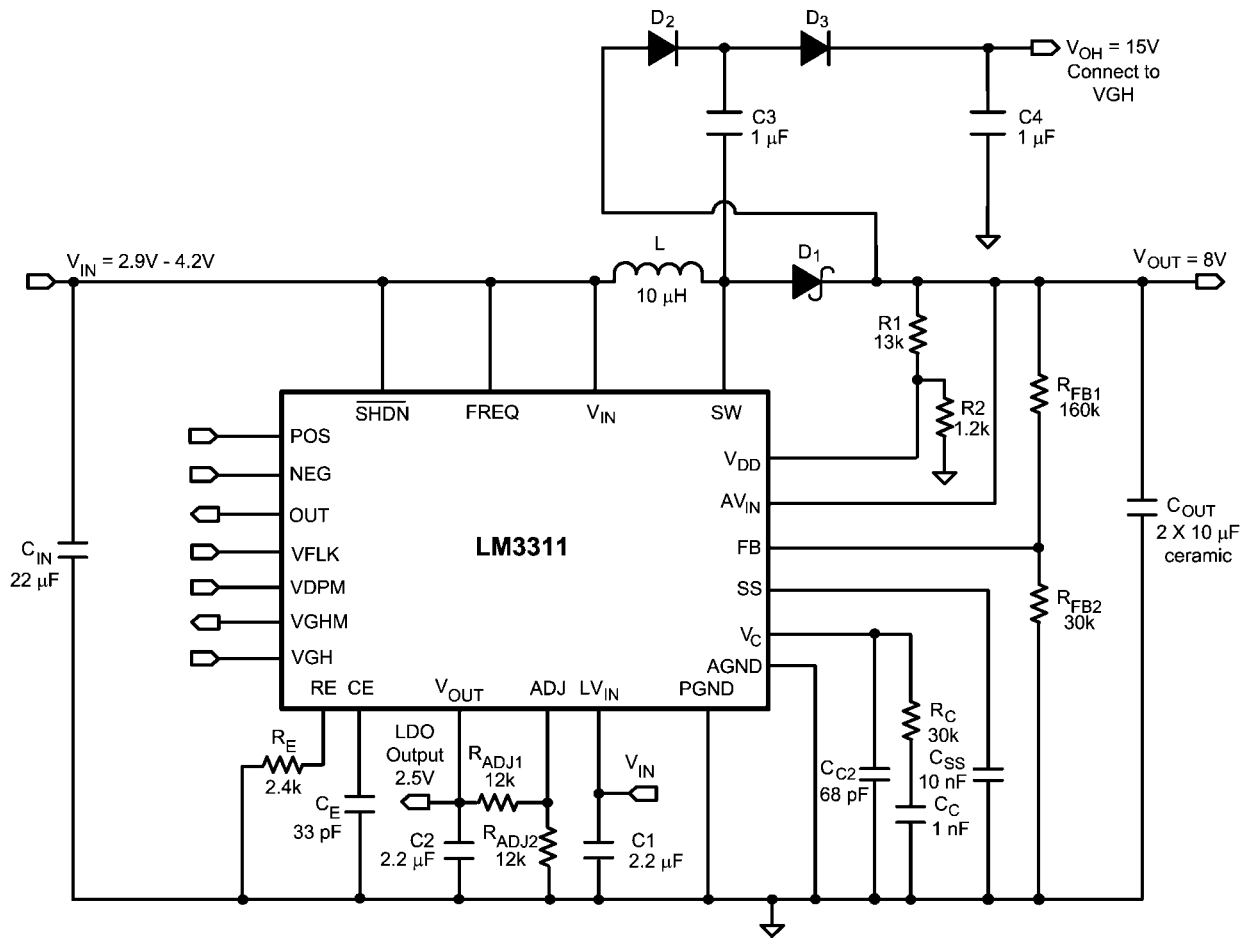 D2
D3
VOH = 15V
Connect to
VGH
C3
1 μF
C4
1 μF
VIN = 2.9V - 4.2V
L
10 μH
D1
VOUT = 8V
R1
13k
R2
1.2k
RFB1
160k
SHDN
FREQ
VIN
SW
POS
NEG
OUT
VFLK
VDPM
VGHM
VGH
LM3311
VDD
AVIN
FB
SS
VC
AGND
CIN
22 μF
COUT
2 X 10 μF
ceramic
RFB2
30k
RE
CE
VOUT
ADJ
LVIN
PGND
RE
2.4k
CE
33 pF
LDO
Output
2.5V
RADJ1
12k
C2
2.2 μF
RADJ2
12k
VIN
C1
2.2 μF
CC2
68 pF
RC
30k
CSS
10 nF
CC
1 nF